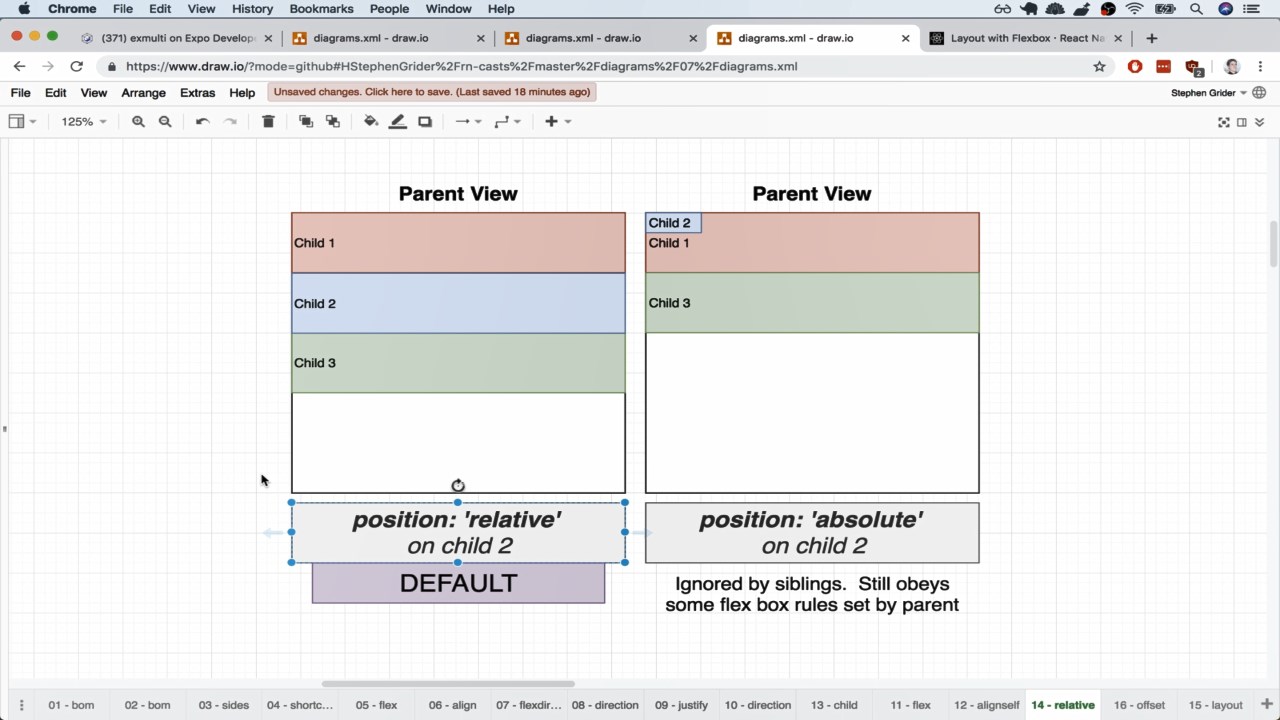 Chrome File Edit View History Bookmarks People Window Help
(371) exmulti on Expo Develop
diagrams.xml - draw.io
diagrams.xml - draw.io
diagrams.xml - draw.io
Layout with Flexbox · React Na
https://www.draw.io/?mode=github#HStephenGrider%2Frn-casts%2Fmaster%2Fdiagrams%2F07%2Fdiagrams.xml
2
File Edit View Arrange Extras Help
Unsaved changes. Click here to save. (Last saved 18 minutes ago)
Stephen Grider
125%
Parent View
Child 1
Child 2
Child 3
position: 'relative'
on child 2
DEFAULT
Parent View
Child 2
Child 1
Child 3
position: 'absolute'
on child 2
Ignored by siblings. Still obeys
some flex box rules set by parent
01 - bom
02 - bom
03 - sides
04 - shortc...
05 - flex
06 - align
07 - flexdir...
08 - direction
09 - justify
10 - direction
13 - child
11 - flex
12 - alignself
14 - relative
16 - offset
15 - layout